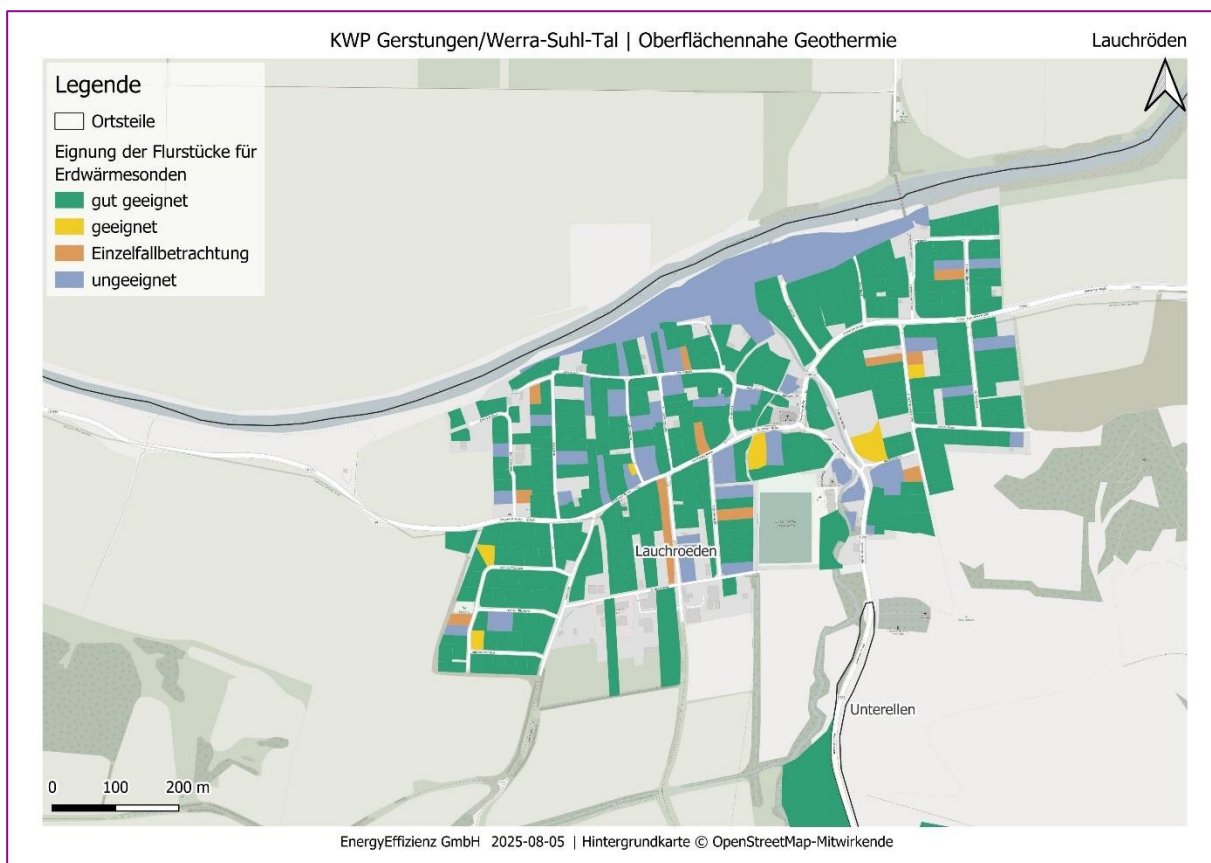 KWP Gerstungen/Werra-Suhl-Tal | Oberflächennahe Geothermie
Lauchröden
Legende
Ortsteile
Eignung der Flurstücke für
Erdwärmesonden
gut geeignet
geeignet
Einzelfallbetrachtung
ungeeignet
Lauchroeden
Unterellen
0 100 200 m
EnergyEffizienz GmbH 2025-08-05 | Hintergrundkarte © OpenStreetMap-Mitwirkende